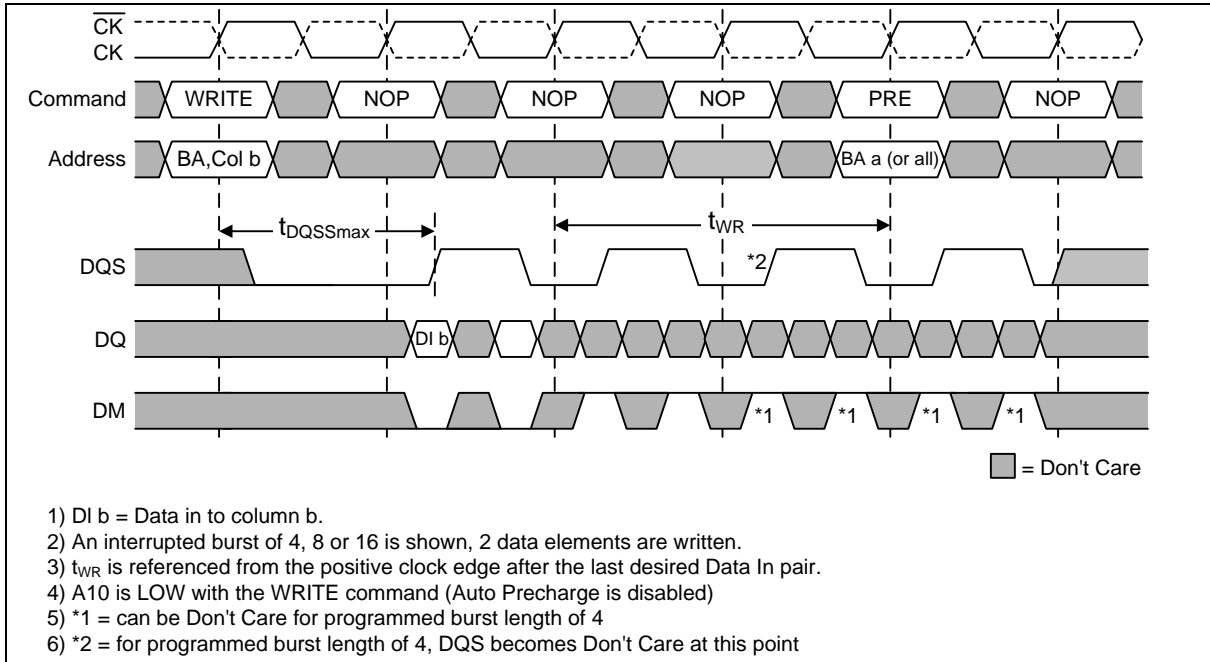 CK
CK
Command WRITE NOP NOP NOP PRE NOP
Address BA,Col b BA a (or all)
tDQSSmax tWR
DQS *2
DQ DI b
DM *1 *1 *1 *1
= Don't Care
1) DI b = Data in to column b.
2) An interrupted burst of 4, 8 or 16 is shown, 2 data elements are written.
3) tWR is referenced from the positive clock edge after the last desired Data In pair.
4) A10 is LOW with the WRITE command (Auto Precharge is disabled)
5) *1 = can be Don't Care for programmed burst length of 4
6) *2 = for programmed burst length of 4, DQS becomes Don't Care at this point